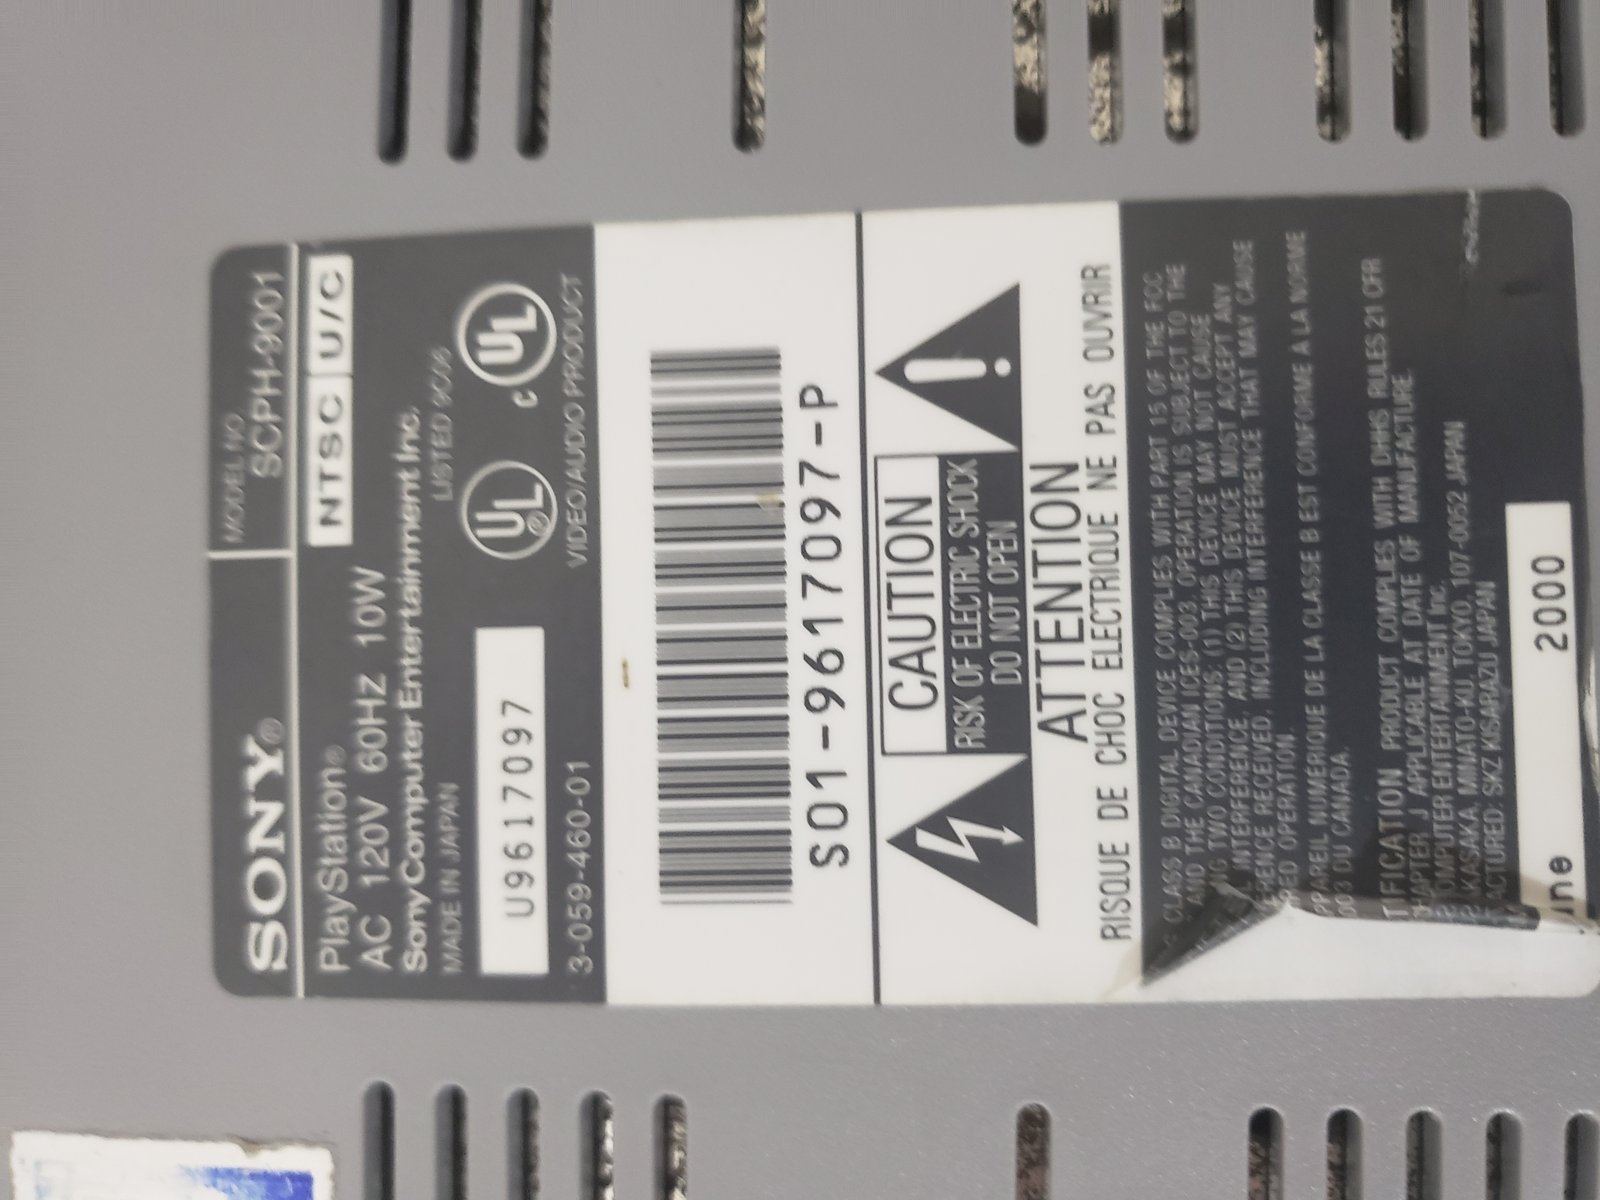 SONY®
MODEL NO.
SCPH-9001
PlayStation®
NTSC U/C
AC 120V 60Hz 10W
Sony Computer Entertainment Inc.
MADE IN JAPAN
LISTED
U9617097
UL® c UL
3-059-460-01
VIDEO/AUDIO PRODUCT
S01-9617097-P
CAUTION
RISK OF ELECTRIC SHOCK
DO NOT OPEN
ATTENTION
RISQUE DE CHOC ELECTRIQUE NE PAS OUVRIR
CLASS B DIGITAL DEVICE COMPLIES WITH PART 15 OF THE FCC
AND THE CANADIAN ICES-003. OPERATION IS SUBJECT TO THE
TWO CONDITIONS: (1) THIS DEVICE MAY NOT CAUSE
INTERFERENCE, AND (2) THIS DEVICE MUST ACCEPT ANY
RECEIVED, INCLUDING INTERFERENCE THAT MAY CAUSE
OPERATION.
NUMÉRIQUE DE LA CLASSE B EST CONFORME A LA NORME
DU CANADA.
PRODUCT COMPLIES WITH DHHS RULES 21 CFR
J APPLICABLE AT DATE OF MANUFACTURE.
ENTERTAINMENT Inc.
MINATO-KU, TOKYO, 107-0052 JAPAN
SKZ KISARAZU JAPAN
2000